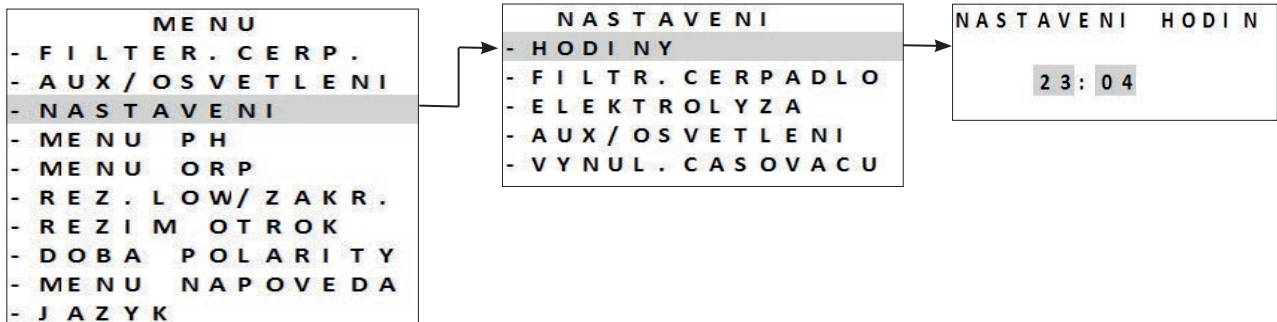 MENU
- FILTER. CERP.
- AUX/OSVETLENI
- NASTAVENI
- MENU PH
- MENU ORP
- REZ. LOW/ZAKR.
- REZIM OTROK
- DOBA POLARITY
- MENU NAPOVEDA
- JAZYK
NASTAVENI
- HODINY
- FILTR. CERPADLO
- ELEKTROLYZA
- AUX/OSVETLENI
- VYNUL. CASOVACU
NASTAVENI HODIN
23:04